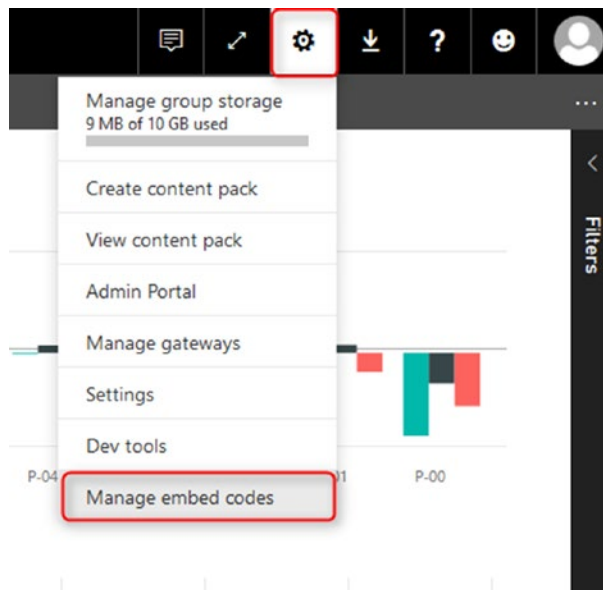 ?
Manage group storage
9 MB of 10 GB used
Create content pack
View content pack
Admin Portal
Manage gateways
Settings
Dev tools
Manage embed codes
Filters
P-04
01
P-00